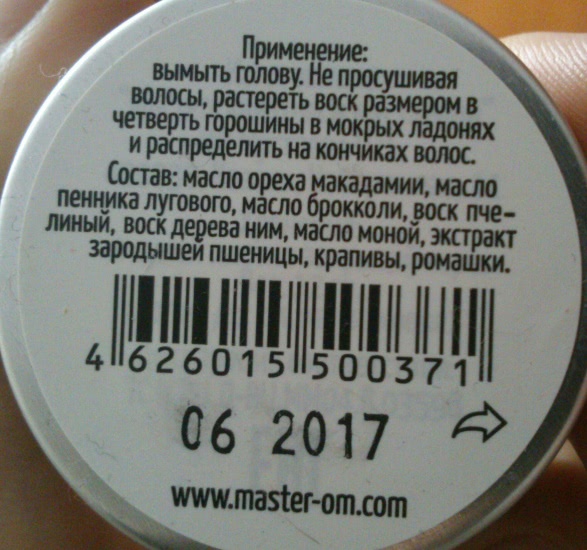 Применение:
вымыть голову. Не просушивая
волосы, растереть воск размером в
четверть горошины в мокрых ладонях
и распределить на кончиках волос.
Состав: масло ореха макадамии, масло
пенника лугового, масло брокколи, воск пче-
линый, воск дерева ним, масло моной, экстракт
зародышей пшеницы, крапивы, ромашки.
4 626015 500371
06 2017
www.master-om.com